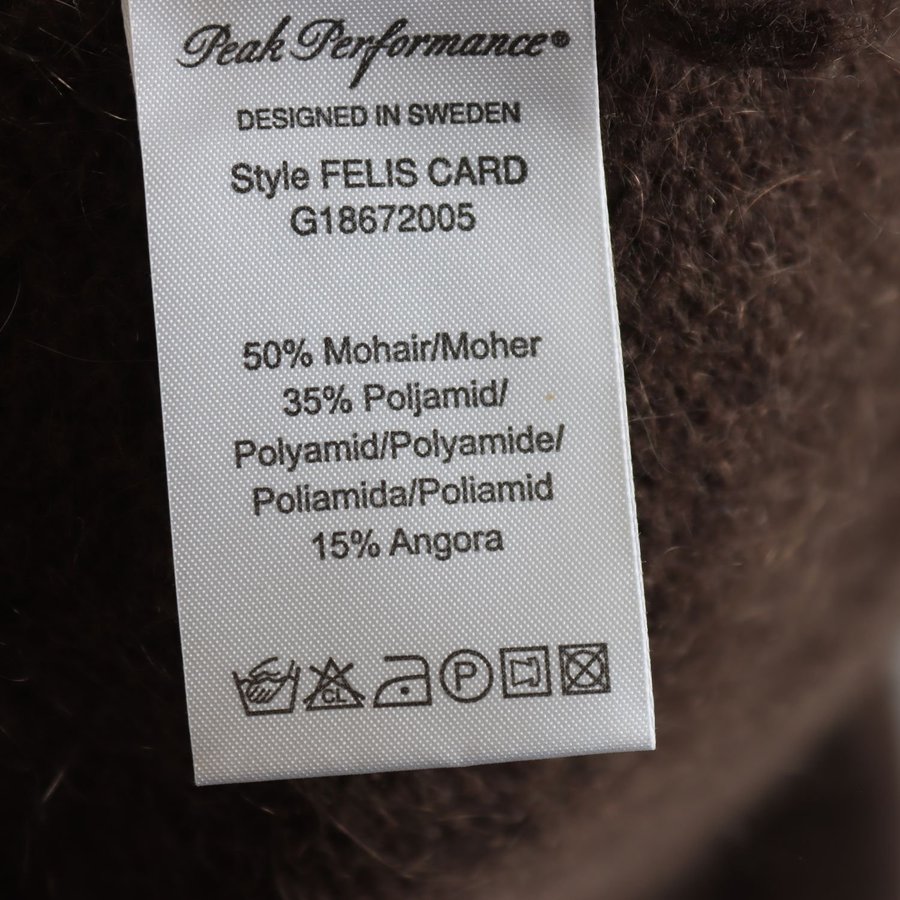 Peak Performance®
DESIGNED IN SWEDEN
Style FELIS CARD
G18672005
50% Mohair/Moher
35% Poljamid/
Polyamid/Polyamide/
Poliamida/Poliamid
15% Angora
CL P